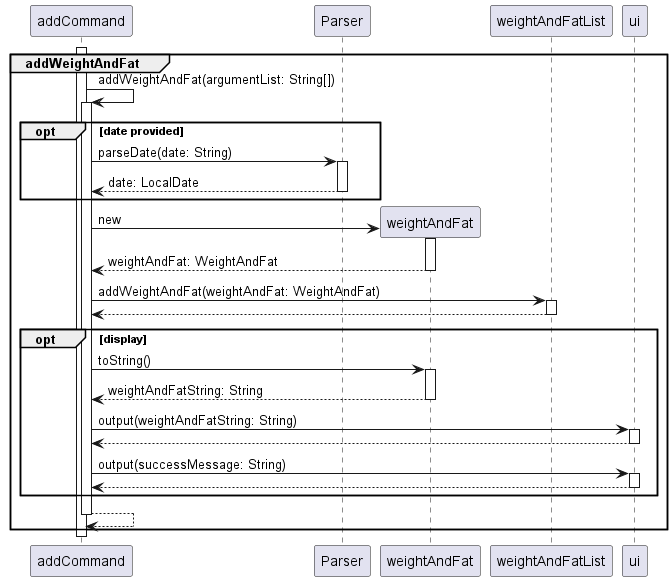 addCommand Parser weightAndFatList ui
addWeightAndFat
addWeightAndFat(argumentList: String[])
opt [date provided]
parseDate(date: String)
date: LocalDate
new weightAndFat
weightAndFat: WeightAndFat
addWeightAndFat(weightAndFat: WeightAndFat)
opt [display]
toString()
weightAndFatString: String
output(weightAndFatString: String)
output(successMessage: String)
addCommand Parser weightAndFat weightAndFatList ui